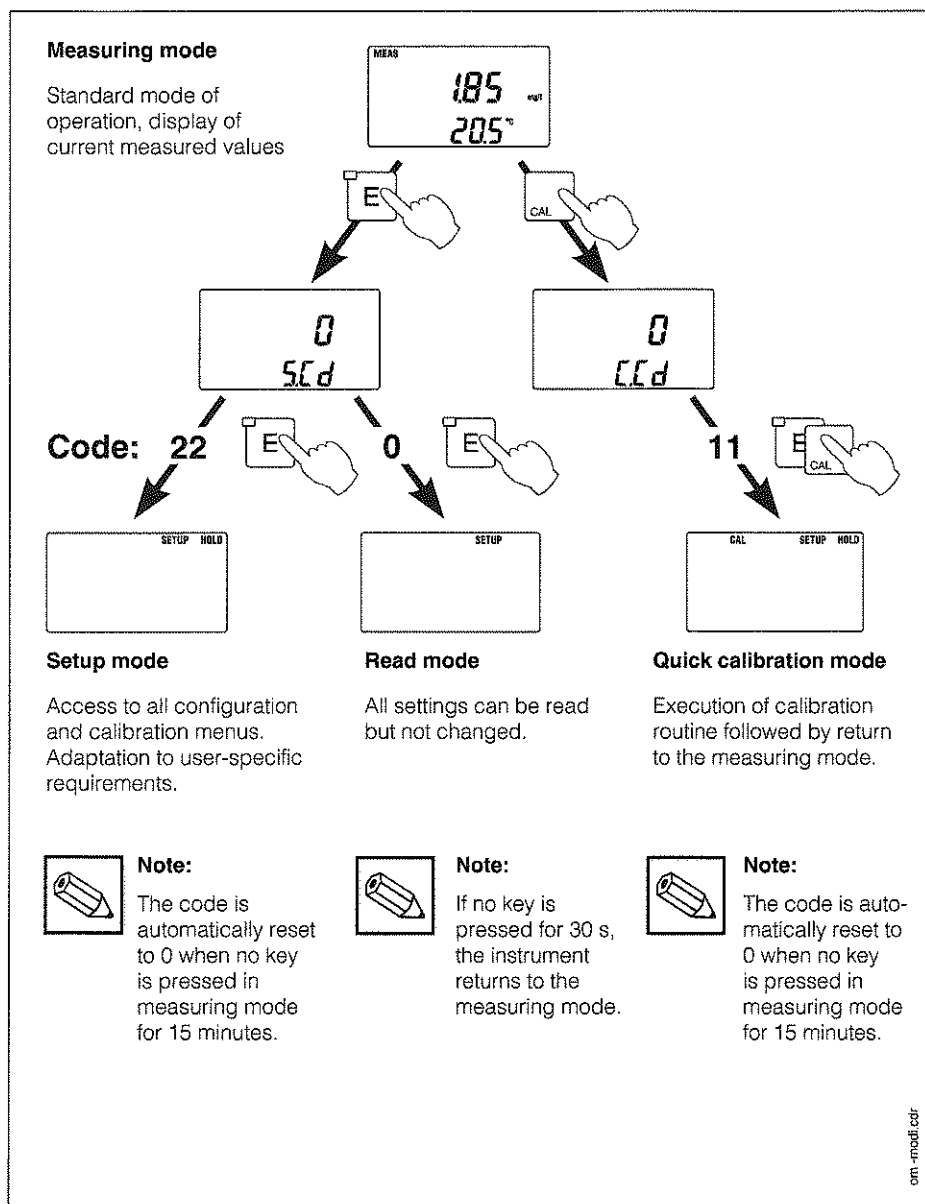 Measuring mode
Standard mode of
operation, display of
current measured values
MEAS
1.85 mg/l
20.5 °C
E
CAL
0
S.Cd
0
C.Cd
Code: 22
E
0
E
11
E
CAL
SETUP HOLD
SETUP
CAL SETUP HOLD
Setup mode
Access to all configuration
and calibration menus.
Adaptation to user-specific
requirements.
Read mode
All settings can be read
but not changed.
Quick calibration mode
Execution of calibration
routine followed by return
to the measuring mode.
Note:
The code is
automatically reset
to 0 when no key
is pressed in
measuring mode
for 15 minutes.
Note:
If no key is
pressed for 30 s,
the instrument
returns to the
measuring mode.
Note:
The code is auto-
matically reset to
0 when no key
is pressed in
measuring mode
for 15 minutes.
om-modi.cdr